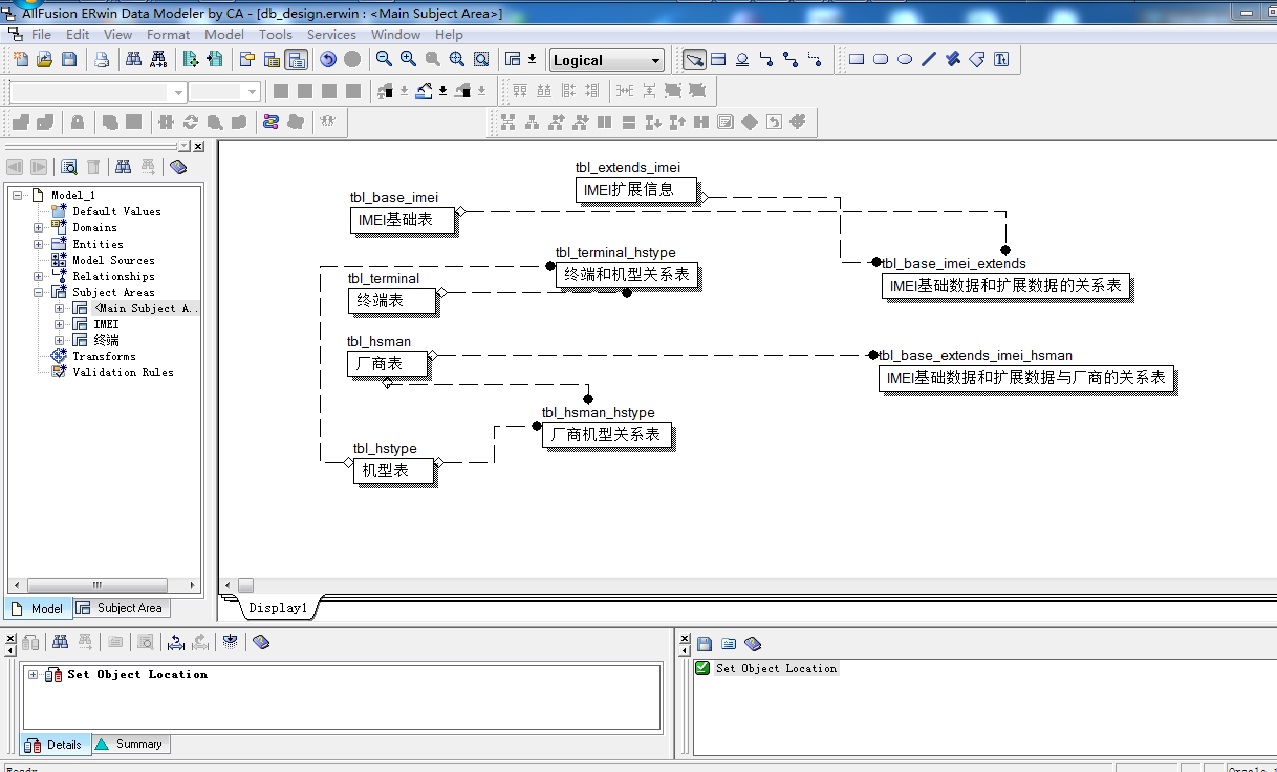 AllFusion ERwin Data Modeler by CA - [db_design.erwin : <Main Subject Area>]
File Edit View Format Model Tools Services Window Help
Logical
Model_1
Default Values
Domains
Entities
Model Sources
Relationships
Subject Areas
<Main Subject A..
IMEI
终端
Transforms
Validation Rules
Model
Subject Area
tbl_extends_imei
IMEI扩展信息
tbl_base_imei
IMEI基础表
tbl_terminal_hstype
终端和机型关系表
tbl_base_imei_extends
IMEI基础数据和扩展数据的关系表
tbl_terminal
终端表
tbl_hsman
厂商表
tbl_base_extends_imei_hsman
IMEI基础数据和扩展数据与厂商的关系表
tbl_hsman_hstype
厂商机型关系表
tbl_hstype
机型表
Display1
Set Object Location
Details
Summary
Set Object Location